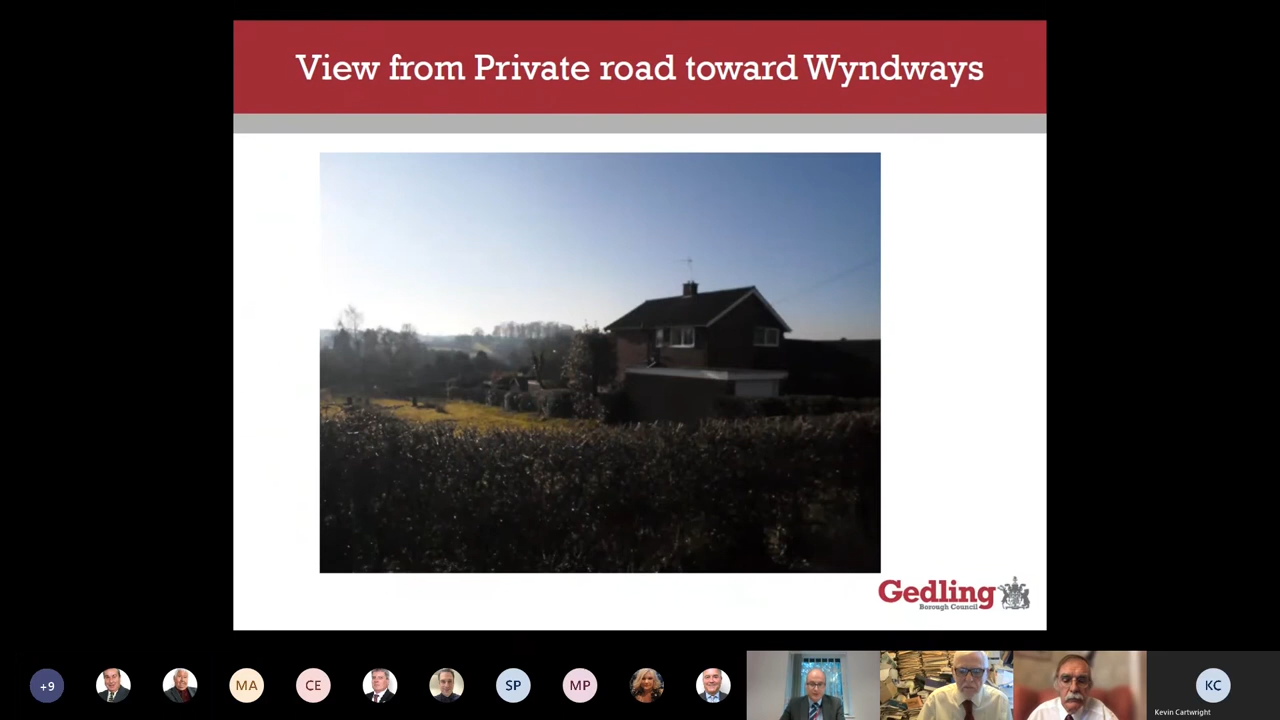 View from Private road toward Wyndways
Gedling
Borough Council
+9
MA
CE
SP
MP
KC
Kevin Cartwright